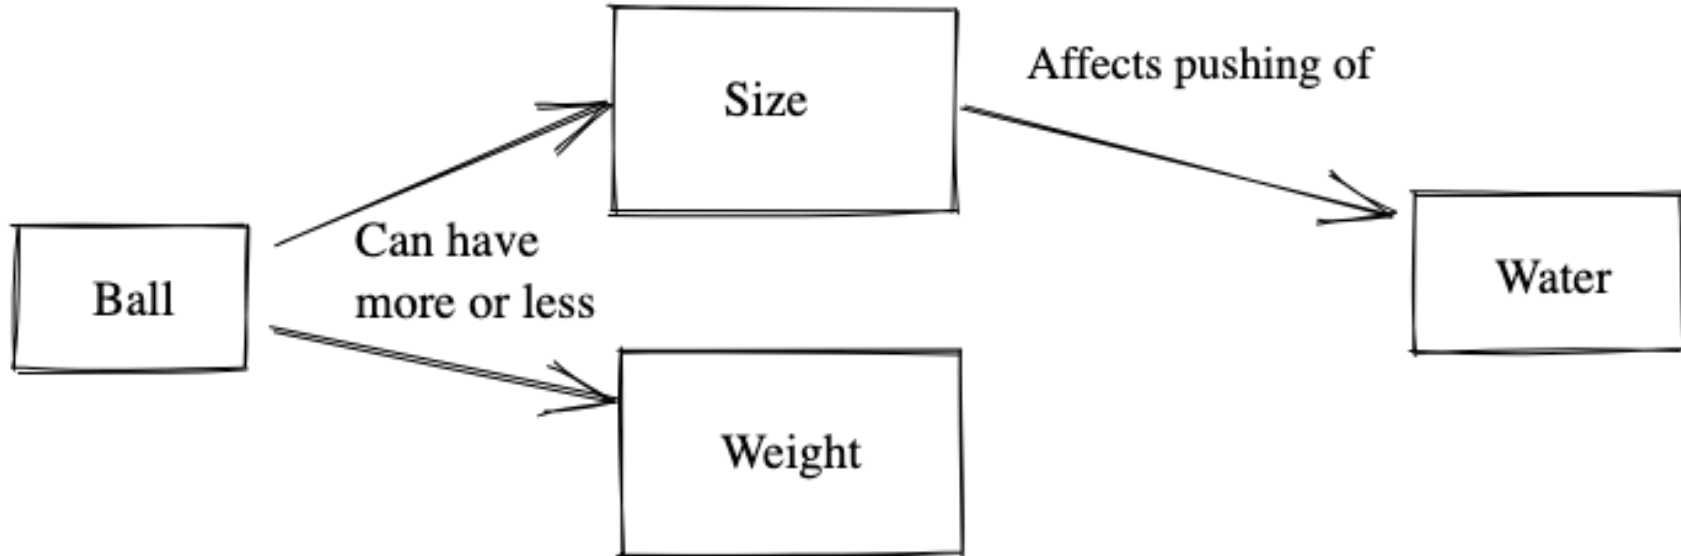 Size
Affects pushing of
Ball
Can have
more or less
Water
Weight